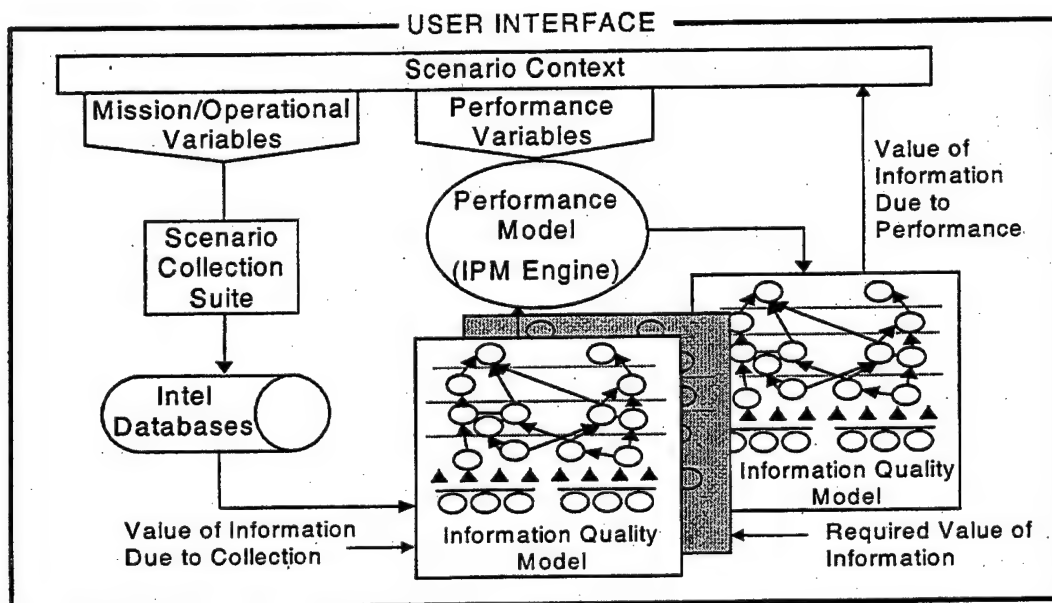 USER INTERFACE
Scenario Context
Mission/Operational
Variables
Performance
Variables
Value of
Information
Due to
Performance
Performance
Model
(IPM Engine)
Scenario
Collection
Suite
Intel
Databases
Information Quality
Model
Value of Information
Due to Collection
Information Quality
Model
Required Value of
Information